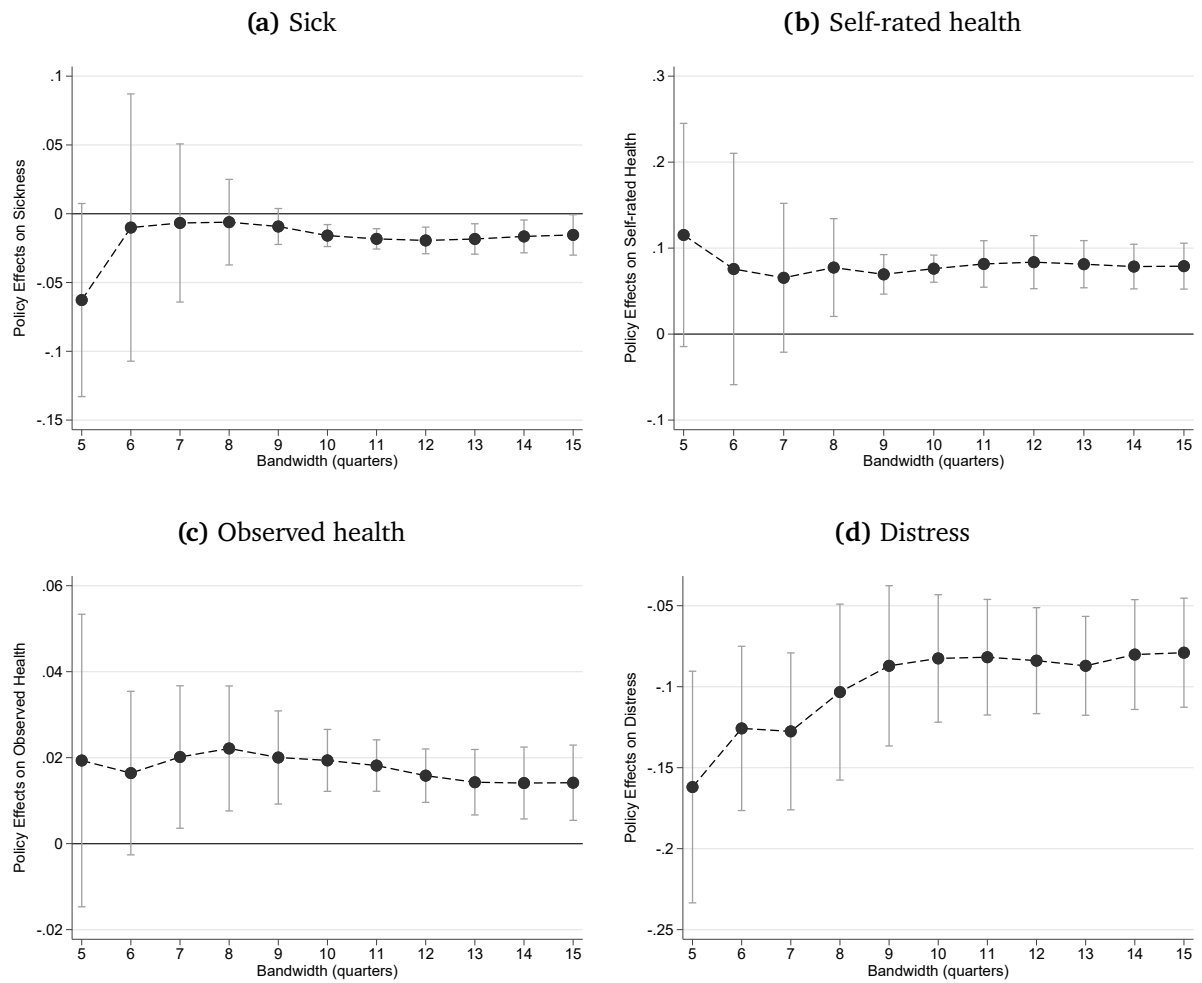 (a) Sick
Policy Effects on Sickness
.1
.05
0
-.05
-.1
-.15
5 6 7 8 9 10 11 12 13 14 15
Bandwidth (quarters)
(b) Self-rated health
Policy Effects on Self-rated Health
.3
.2
.1
0
-.1
5 6 7 8 9 10 11 12 13 14 15
Bandwidth (quarters)
(c) Observed health
Policy Effects on Observed Health
.06
.04
.02
0
-.02
5 6 7 8 9 10 11 12 13 14 15
Bandwidth (quarters)
(d) Distress
Policy Effects on Distress
-.05
-.1
-.15
-.2
-.25
5 6 7 8 9 10 11 12 13 14 15
Bandwidth (quarters)